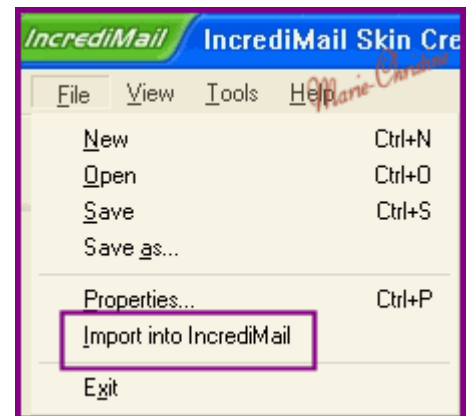 IncrediMail IncrediMail Skin Cre
File View Tools Help
Marie-Christine
New Ctrl+N
Open Ctrl+O
Save Ctrl+S
Save as...
Properties... Ctrl+P
Import into IncrediMail
Exit